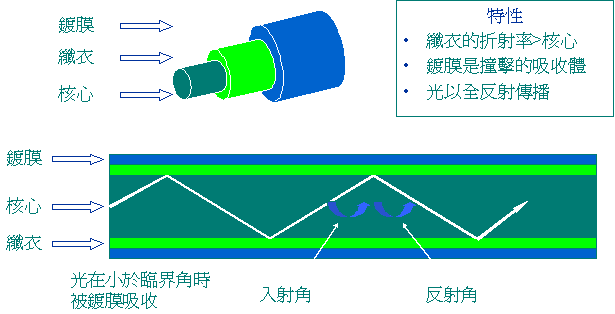 鍍膜
纖衣
核心
特性
• 纖衣的折射率>核心
• 鍍膜是撞擊的吸收體
• 光以全反射傳播
鍍膜
核心
纖衣
光在小於臨界角時
被鍍膜吸收
入射角
反射角